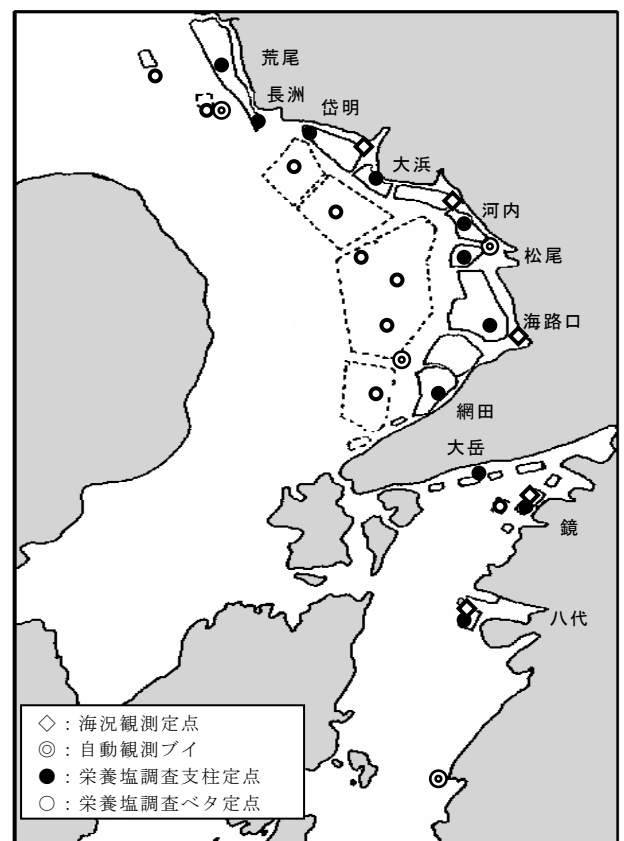 荒尾
長洲
岱明
大浜
河内
松尾
海路口
網田
大岳
鏡
八代
◇：海況観測定点
◎：自動観測ブイ
●：栄養塩調査支柱定点
○：栄養塩調査ベタ定点